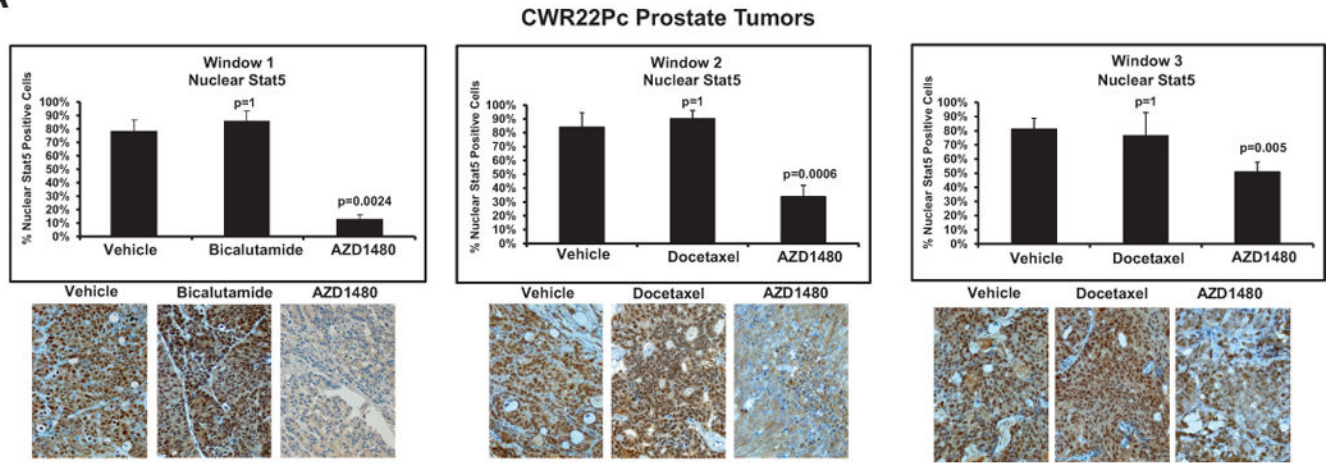 A
CWR22Pc Prostate Tumors
Window 1
Nuclear Stat5
% Nuclear Stat5 Positive Cells
100%
90%
80%
70%
60%
50%
40%
30%
20%
10%
0%
p=1
p=0.0024
Vehicle Bicalutamide AZD1480
Vehicle Bicalutamide AZD1480
Window 2
Nuclear Stat5
% Nuclear Stat5 Positive Cells
100%
90%
80%
70%
60%
50%
40%
30%
20%
10%
0%
p=1
p=0.0006
Vehicle Docetaxel AZD1480
Vehicle Docetaxel AZD1480
Window 3
Nuclear Stat5
% Nuclear Stat5 Positive Cells
100%
90%
80%
70%
60%
50%
40%
30%
20%
10%
0%
p=1
p=0.005
Vehicle Docetaxel AZD1480
Vehicle Docetaxel AZD1480